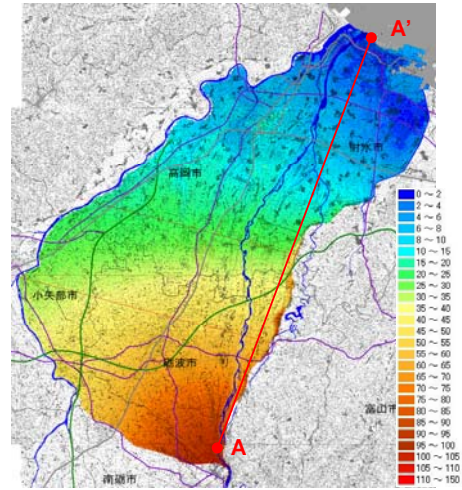 A'
射水市
高岡市
小矢部市
砺波市
富山市
A
南砺市
0 ～ 2
2 ～ 4
4 ～ 6
6 ～ 8
8 ～ 10
10 ～ 15
15 ～ 20
20 ～ 25
25 ～ 30
30 ～ 35
35 ～ 40
40 ～ 45
45 ～ 50
50 ～ 55
55 ～ 60
60 ～ 65
65 ～ 70
70 ～ 75
75 ～ 80
80 ～ 85
85 ～ 90
90 ～ 95
95 ～ 100
100 ～ 105
105 ～ 110
110 ～ 150